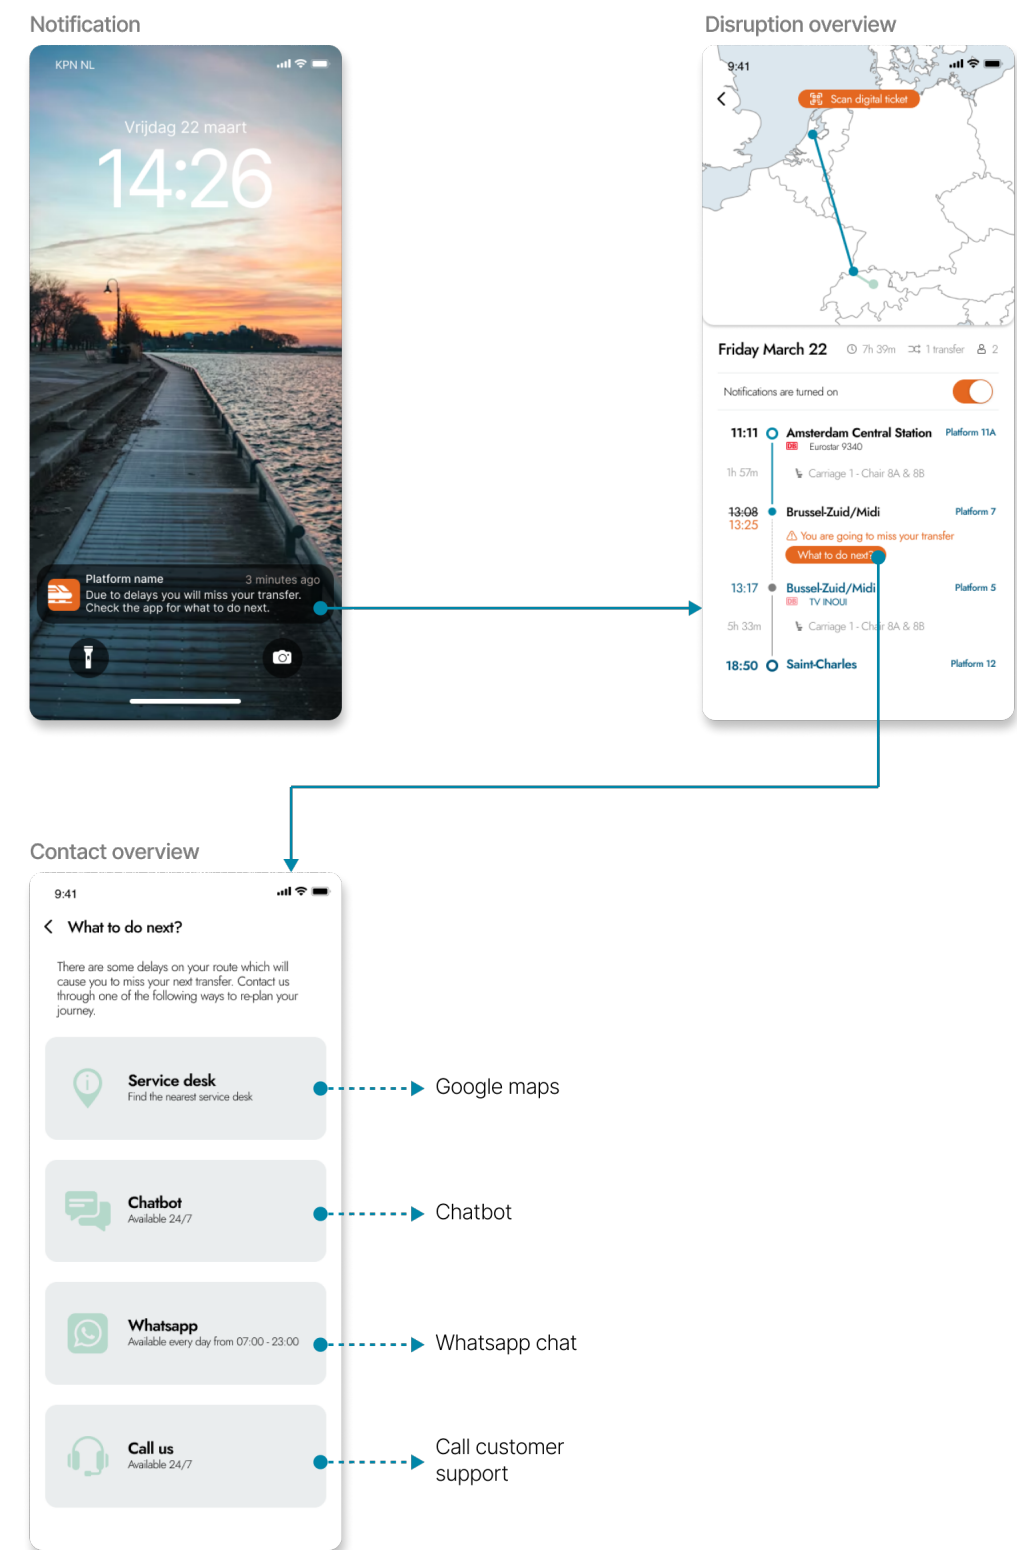 Notification
KPN NL
Vrijdag 22 maart
14:26
Platform name
3 minutes ago
Due to delays you will miss your transfer.
Check the app for what to do next.
Disruption overview
9:41
Scan digital ticket
Friday March 22
7h 39m
1 transfer
2
Notifications are turned on
11:11 Amsterdam Central Station Platform 11A
DB Eurostar 9340
1h 57m Carriage 1 - Chair 8A & 8B
13:08 Brussel-Zuid/Midi Platform 7
13:25
You are going to miss your transfer
What to do next?
13:17 Bussel-Zuid/Midi Platform 5
DB TV INOUI
5h 33m Carriage 1 - Chair 8A & 8B
18:50 Saint-Charles Platform 12
Contact overview
9:41
What to do next?
There are some delays on your route which will
cause you to miss your next transfer. Contact us
through one of the following ways to re-plan your
journey.
Service desk
Find the nearest service desk
Google maps
Chatbot
Available 24/7
Chatbot
Whatsapp
Available every day from 07:00 - 23:00
Whatsapp chat
Call us
Available 24/7
Call customer
support